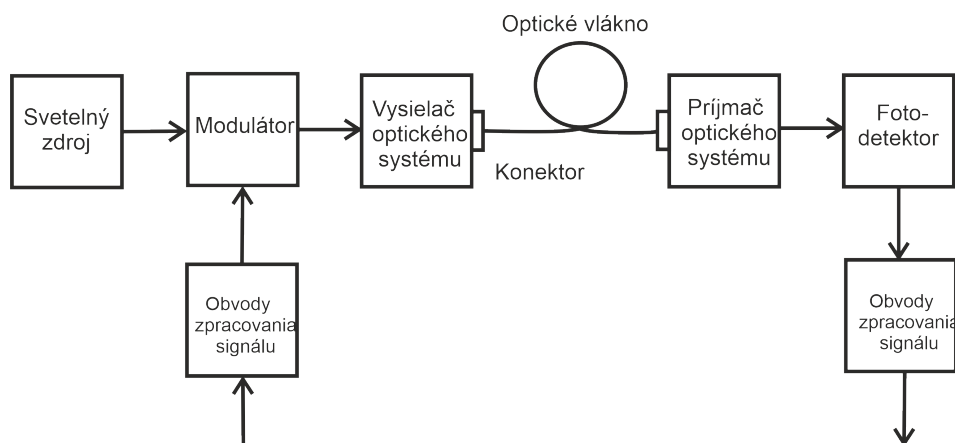 Optické vlákno
Svetelný
zdroj
Modulátor
Vysielač
optického
systému
Konektor
Príjmač
optického
systému
Foto-
detektor
Obvody
zpracovania
signálu
Obvody
zpracovania
signálu